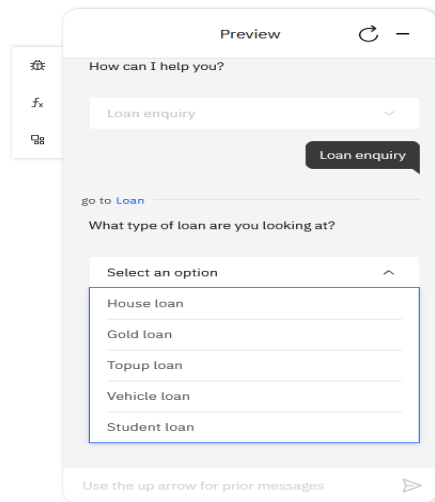 Preview
How can I help you?
fx
Loan enquiry
Loan enquiry
go to Loan
What type of loan are you looking at?
Select an option
House loan
Gold loan
Topup loan
Vehicle loan
Student loan
Use the up arrow for prior messages